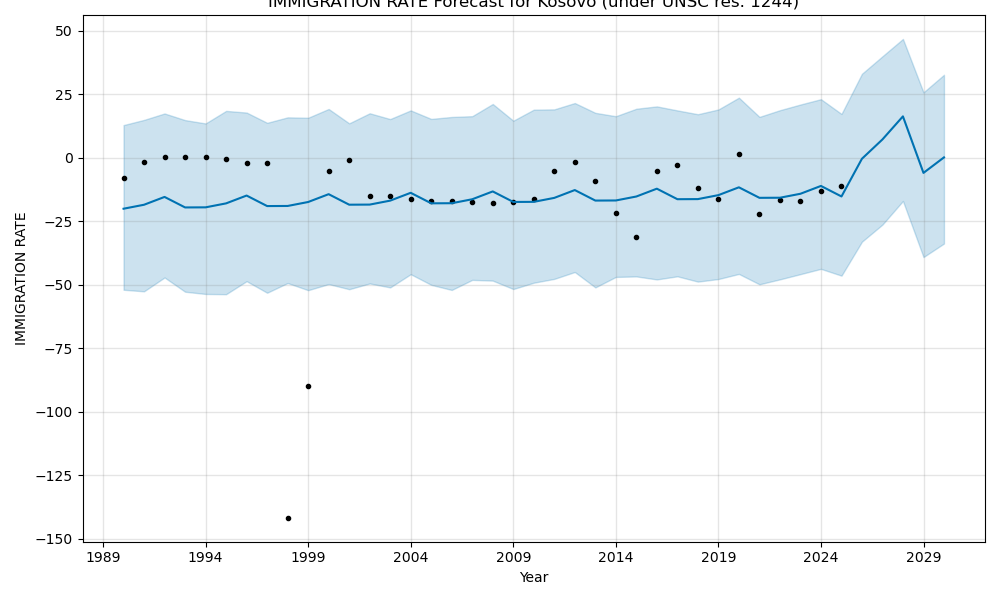 IMMIGRATION RATE Forecast for Kosovo (under UNSC res. 1244)
50
25
0
−25
−50
−75
−100
−125
−150
IMMIGRATION RATE
1989 1994 1999 2004 2009 2014 2019 2024 2029
Year